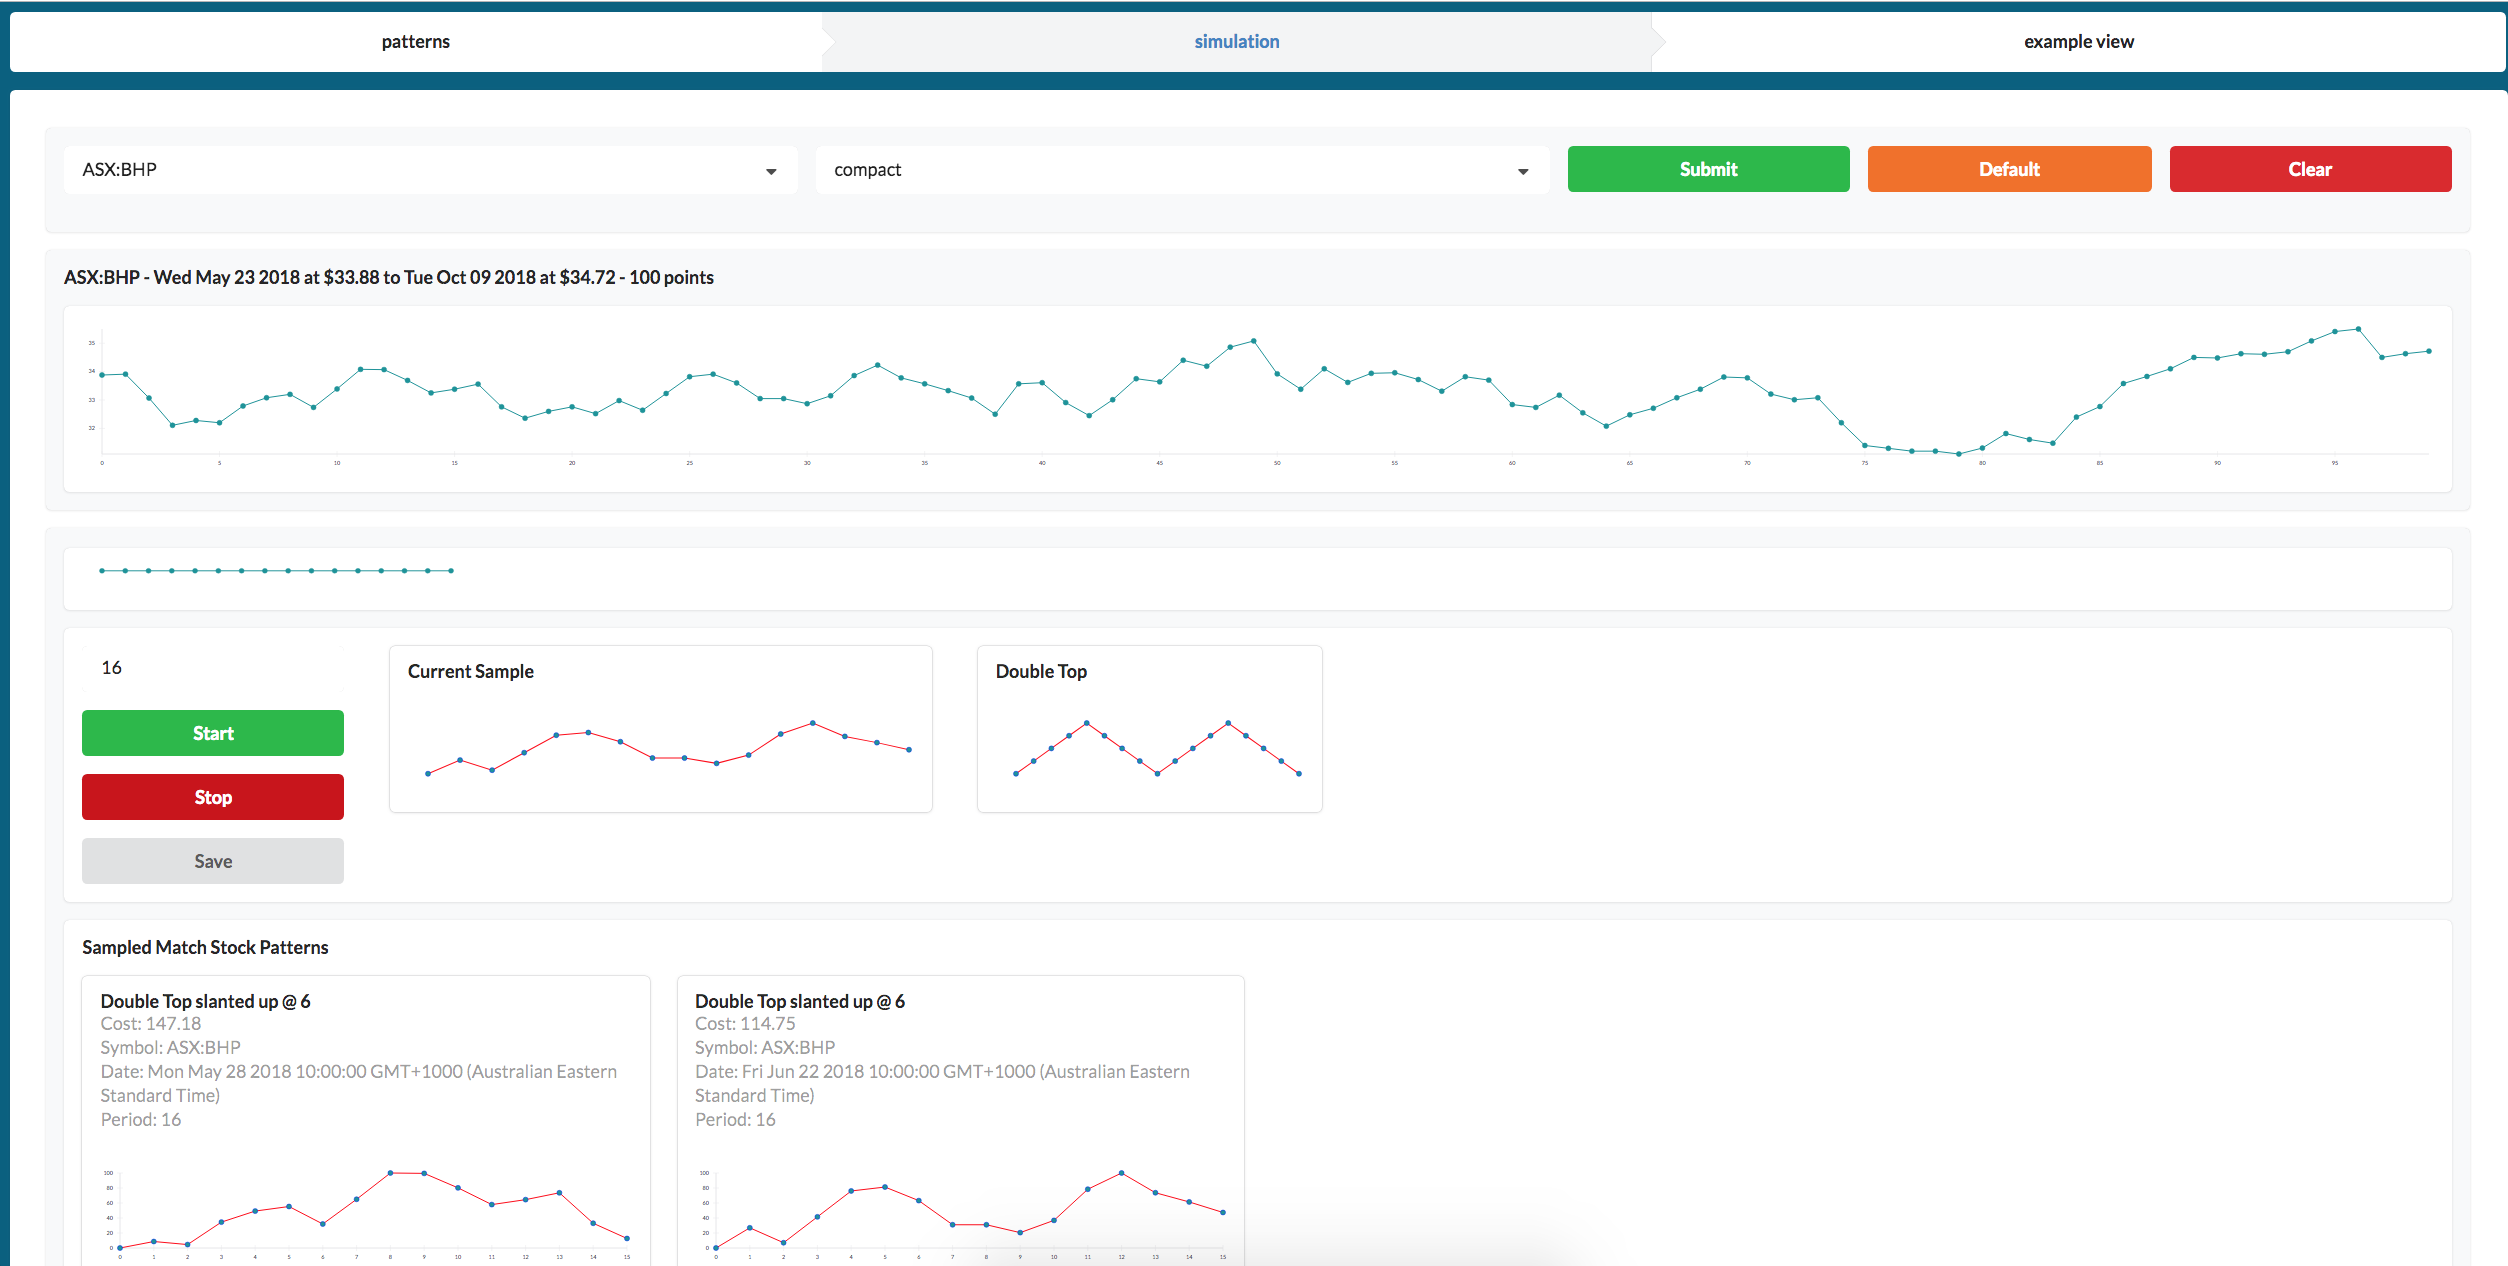 patterns
simulation
example view
ASX:BHP
compact
Submit
Default
Clear
ASX:BHP - Wed May 23 2018 at $33.88 to Tue Oct 09 2018 at $34.72 - 100 points
35
34
33
32
0 5 10 15 20 25 30 35 40 45 50 55 60 65 70 75 80 85 90 95
16
Start
Stop
Save
Current Sample
Double Top
Sampled Match Stock Patterns
Double Top slanted up @ 6
Cost: 147.18
Symbol: ASX:BHP
Date: Mon May 28 2018 10:00:00 GMT+1000 (Australian Eastern
Standard Time)
Period: 16
100
80
60
40
20
0
0 1 2 3 4 5 6 7 8 9 10 11 12 13 14 15
Double Top slanted up @ 6
Cost: 114.75
Symbol: ASX:BHP
Date: Fri Jun 22 2018 10:00:00 GMT+1000 (Australian Eastern
Standard Time)
Period: 16
100
80
60
40
20
0
0 1 2 3 4 5 6 7 8 9 10 11 12 13 14 15